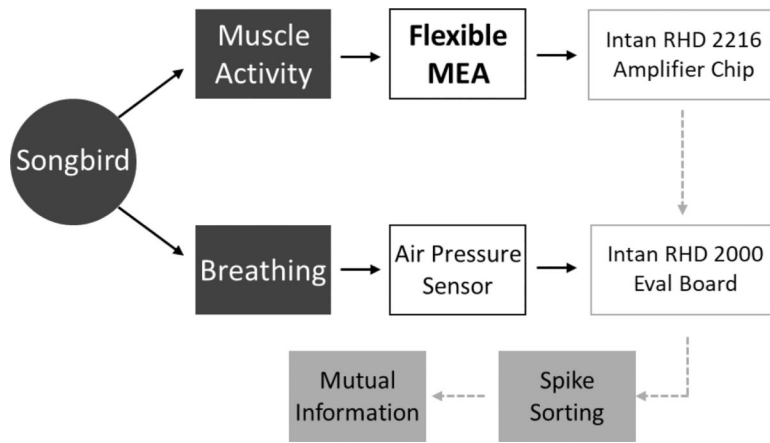 Muscle
Activity
Flexible
MEA
Intan RHD 2216
Amplifier Chip
Songbird
Breathing
Air Pressure
Sensor
Intan RHD 2000
Eval Board
Mutual
Information
Spike
Sorting